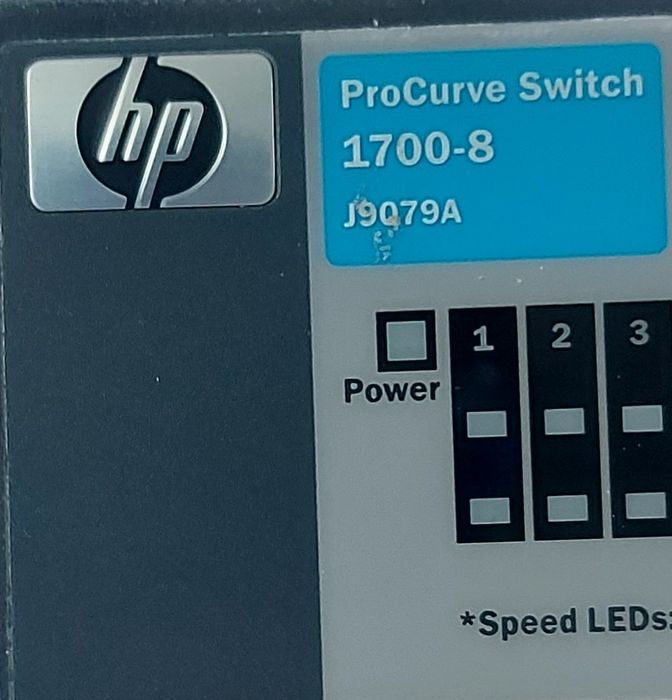 hp
ProCurve Switch
1700-8
J9079A
1 2 3
Power
*Speed LEDs: